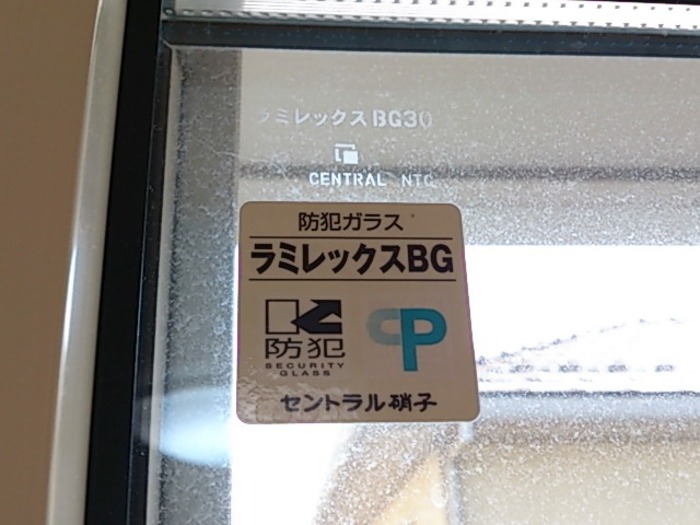 ラミレックスBG30
CENTRAL NTG
防犯ガラス
ラミレックスBG
防犯
SECURITY
GLASS
CP
セントラル硝子